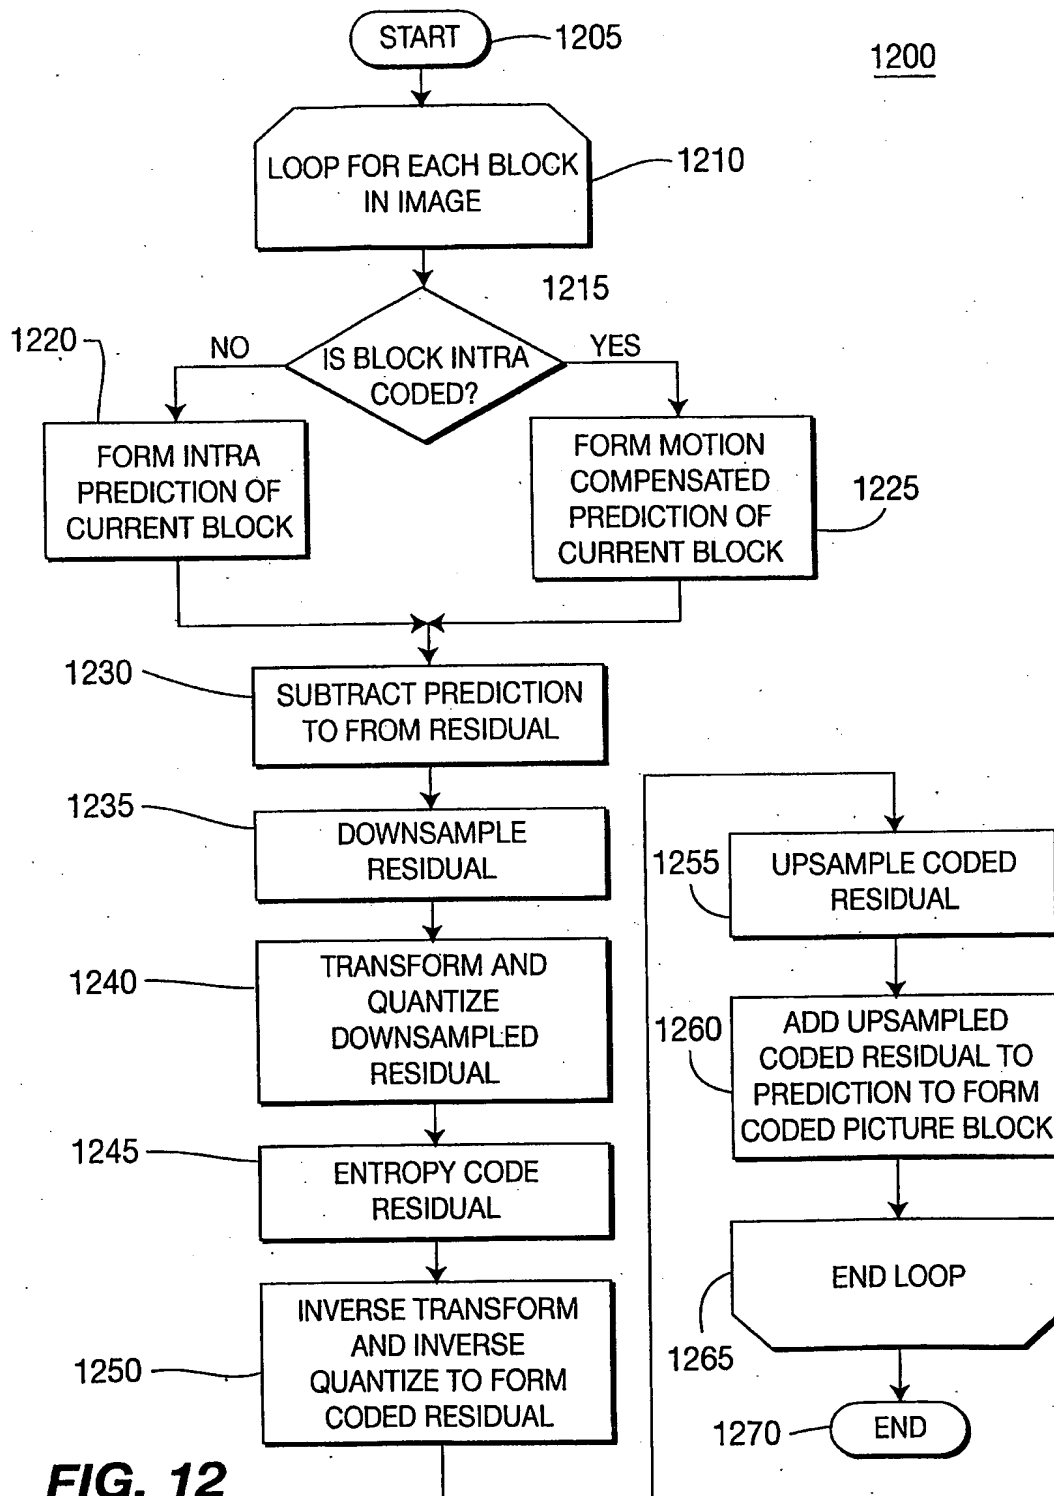 START
1205
1200
LOOP FOR EACH BLOCK
IN IMAGE
1210
1215
IS BLOCK INTRA
CODED?
NO
YES
1220
FORM INTRA
PREDICTION OF
CURRENT BLOCK
FORM MOTION
COMPENSATED
PREDICTION OF
CURRENT BLOCK
1225
1230
SUBTRACT PREDICTION
TO FROM RESIDUAL
1235
DOWNSAMPLE
RESIDUAL
1240
TRANSFORM AND
QUANTIZE
DOWNSAMPLED
RESIDUAL
1245
ENTROPY CODE
RESIDUAL
1250
INVERSE TRANSFORM
AND INVERSE
QUANTIZE TO FORM
CODED RESIDUAL
1255
UPSAMPLE CODED
RESIDUAL
1260
ADD UPSAMPLED
CODED RESIDUAL TO
PREDICTION TO FORM
CODED PICTURE BLOCK
END LOOP
1265
1270
END
FIG. 12